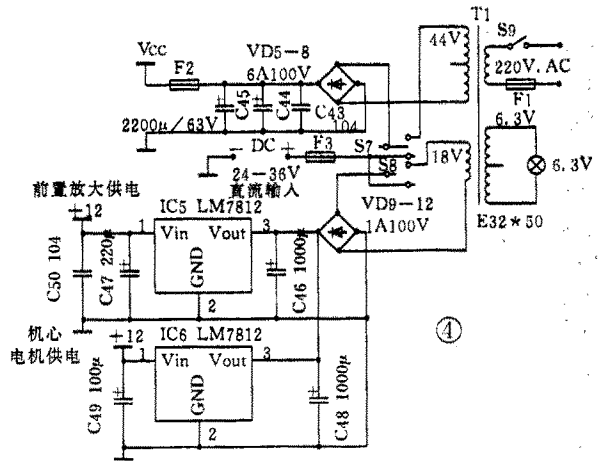 T1
S9
44V
Vcc
VD5-8
6A100V
F2
220V.AC
F1
C45
C44
C43
104
2200μ/63V
6.3V
6.3V
- DC +
F3
S7
S8
18V
24-36V
直流输入
前置放大供电
+12
IC5 LM7812
VD9-12
1A100V
E32*50
1
Vin
Vout
3
GND
2
C50 104
C47 220μ
C46 1000μ
④
机心
电机供电
+12
IC6 LM7812
1
Vin
Vout
3
GND
2
C49 100μ
C48 1000μ